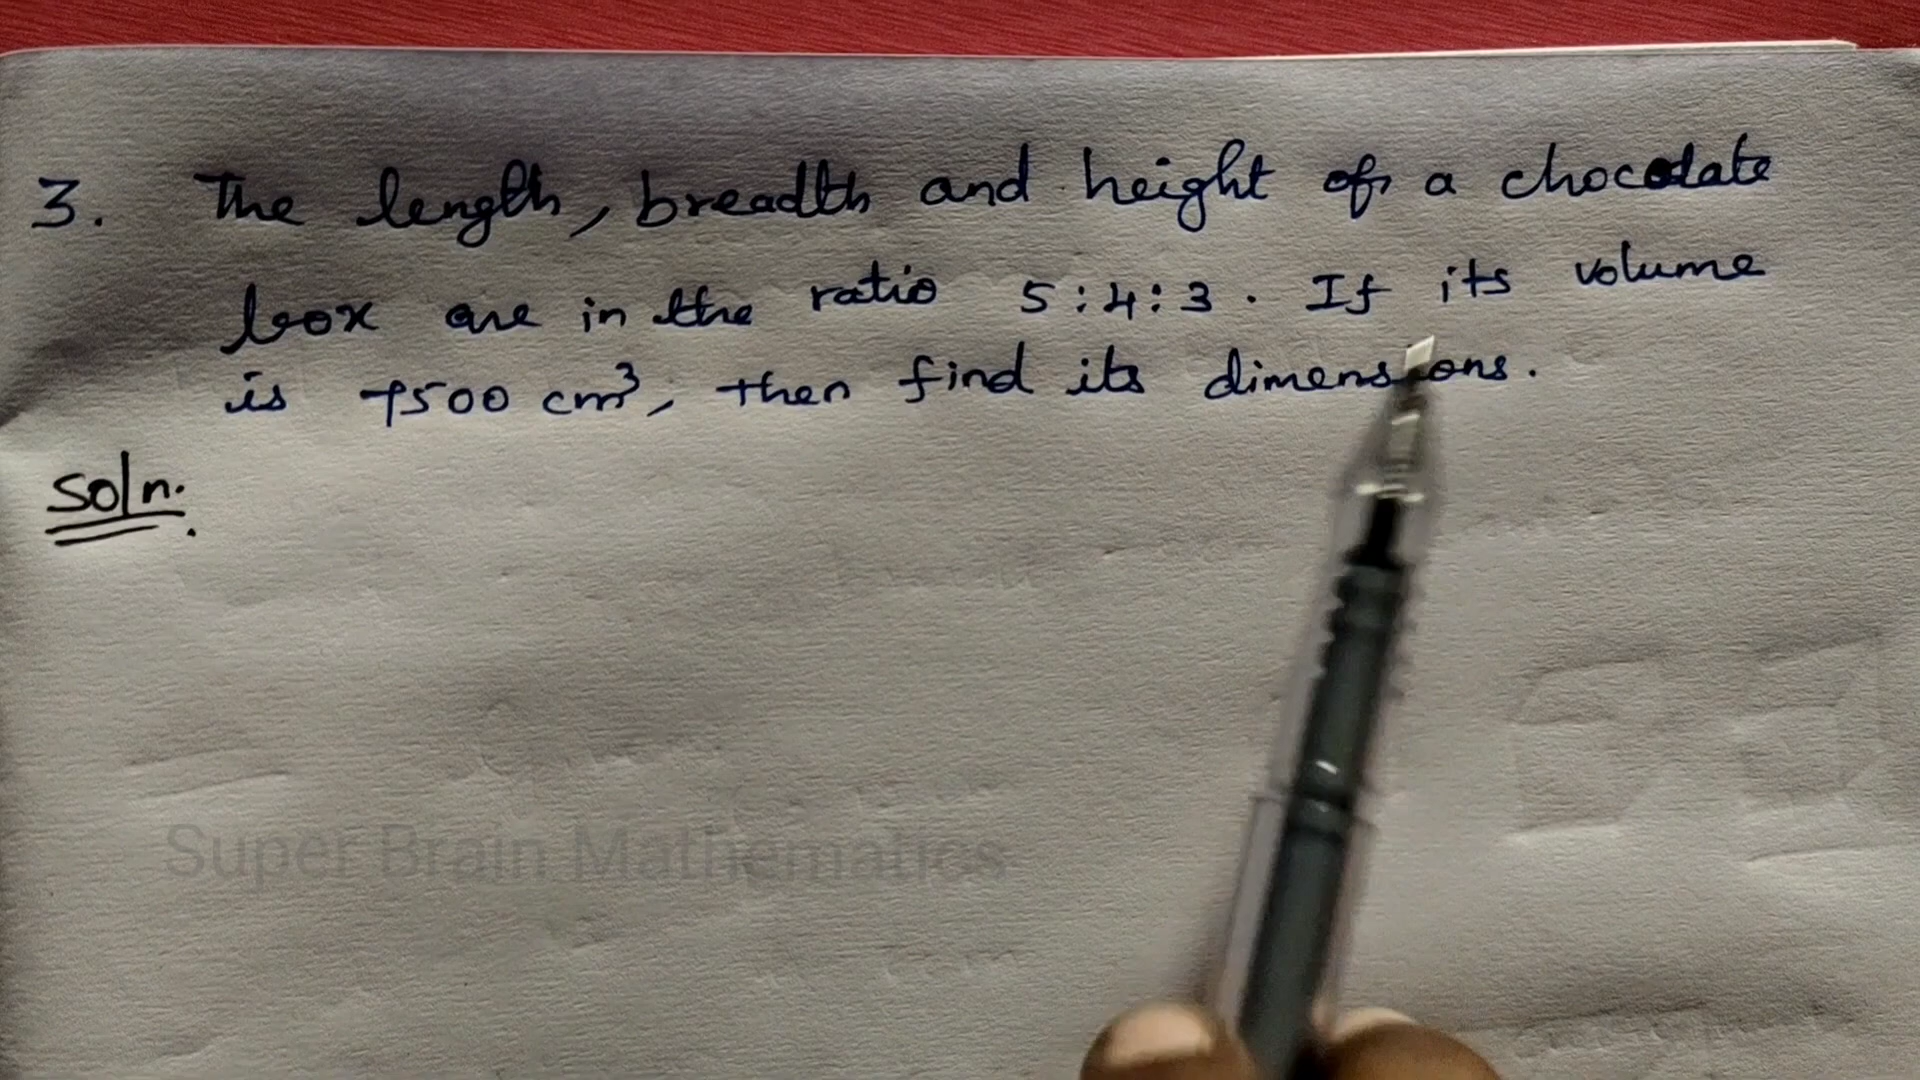 3. The length, breadth and height of a chocolate
box are in the ratio 5:4:3. If its volume
is 7500 cm³, then find its dimensions.
Soln.
Super Brain Mathematics